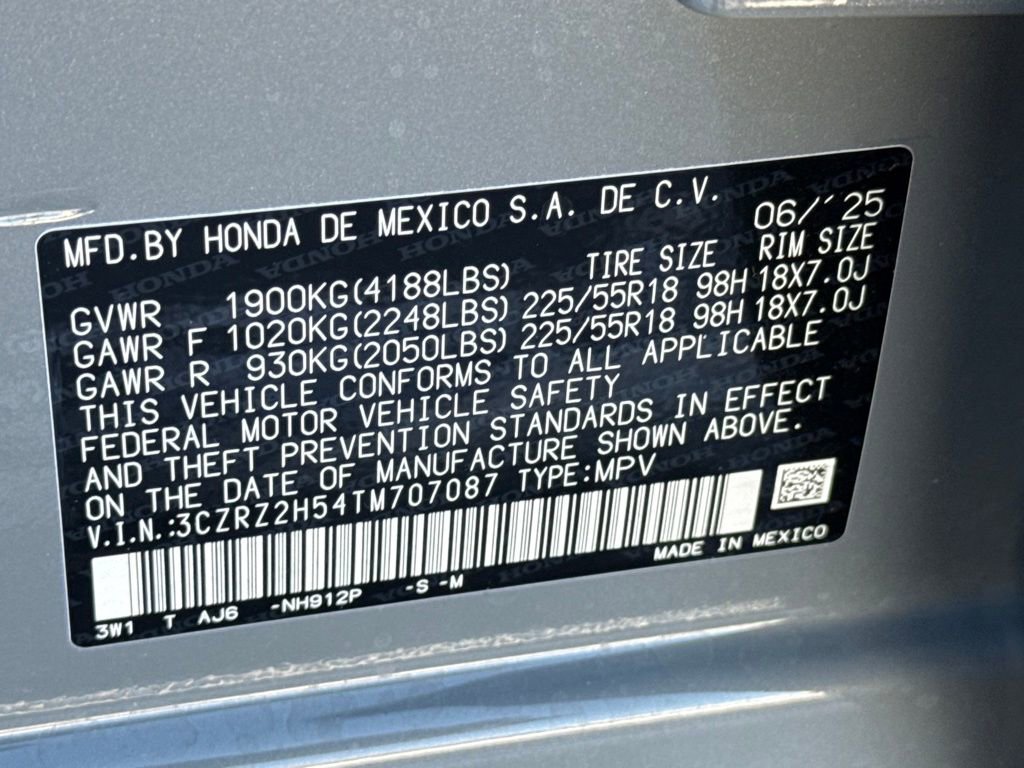 MFD.BY HONDA DE MEXICO S.A. DE C.V. 06/'25
TIRE SIZE RIM SIZE
GVWR 1900KG(4188LBS)
GAWR F 1020KG(2248LBS) 225/55R18 98H 18X7.0J
GAWR R 930KG(2050LBS) 225/55R18 98H 18X7.0J
THIS VEHICLE CONFORMS TO ALL APPLICABLE
FEDERAL MOTOR VEHICLE SAFETY
AND THEFT PREVENTION STANDARDS IN EFFECT
ON THE DATE OF MANUFACTURE SHOWN ABOVE.
V.I.N.:3CZRZ2H54TM707087 TYPE:MPV
MADE IN MEXICO
3W1 T AJ6 -NH912P -S -M